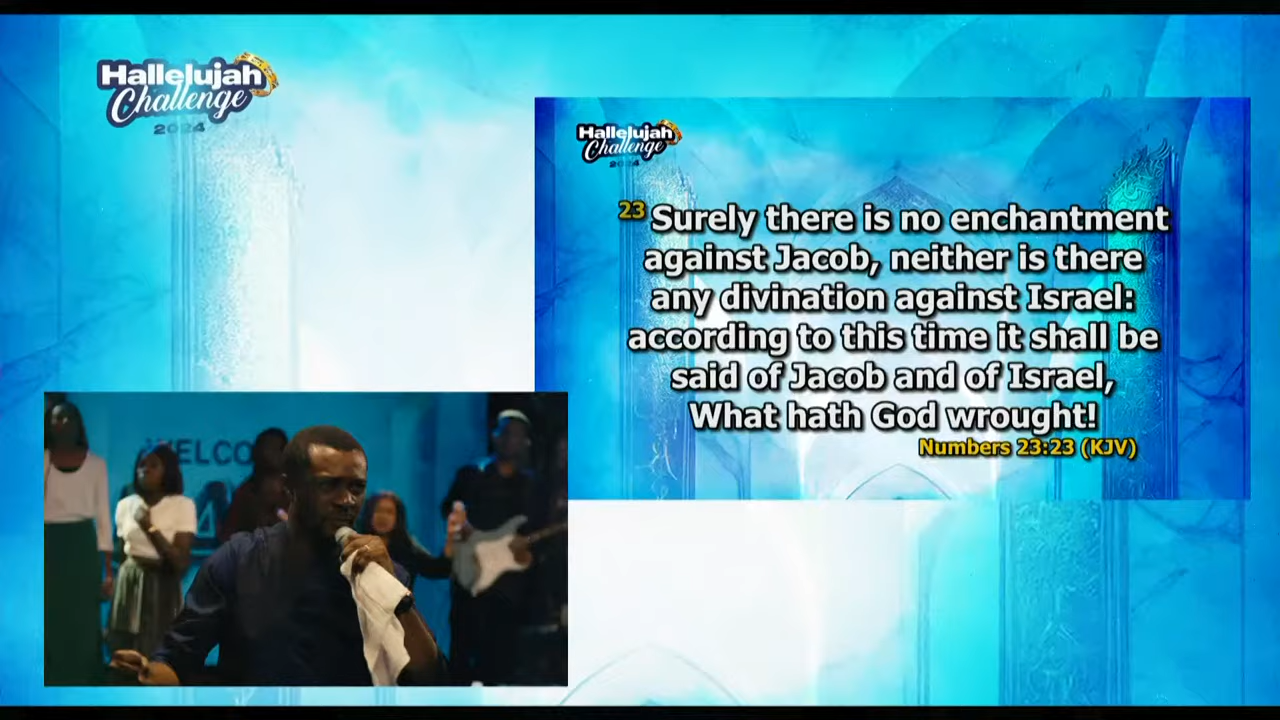 Hallelujah
Challenge
2024
Hallelujah
Challenge
2024
23 Surely there is no enchantment
against Jacob, neither is there
any divination against Israel:
according to this time it shall be
said of Jacob and of Israel,
What hath God wrought!
Numbers 23:23 (KJV)